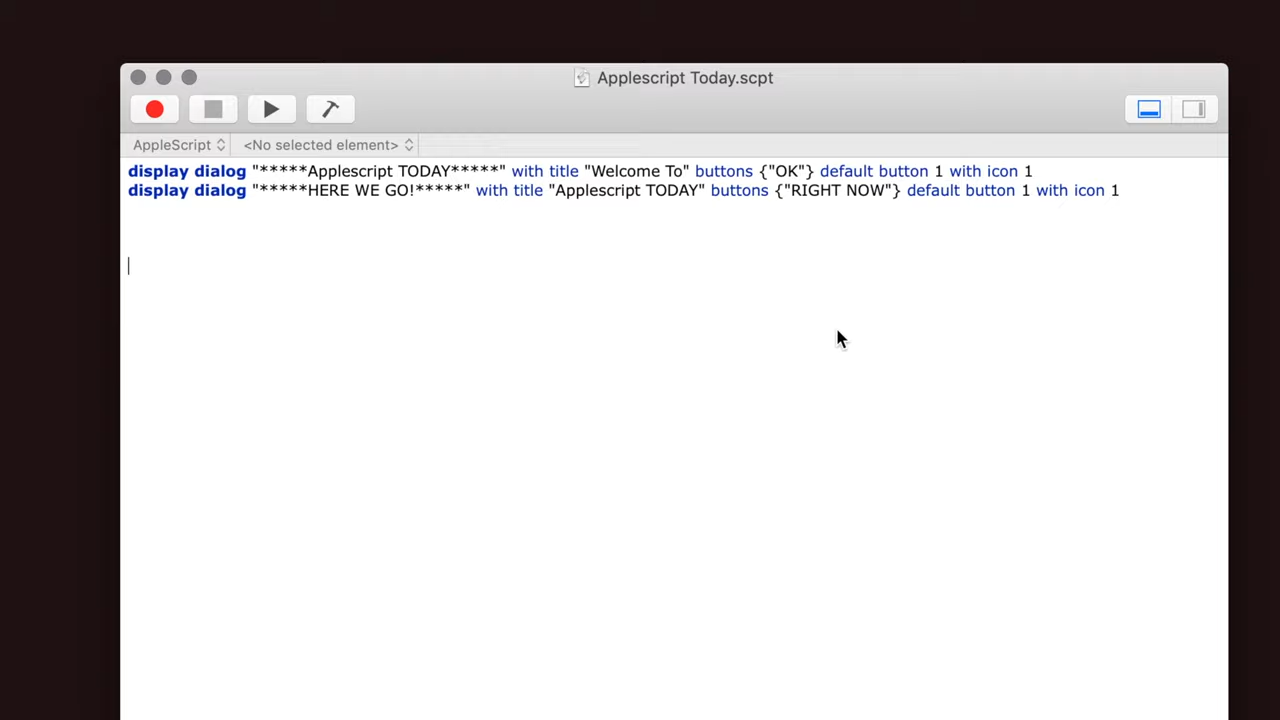 Applescript Today.scpt
AppleScript <No selected element>
display dialog "*****Applescript TODAY*****" with title "Welcome To" buttons {"OK"} default button 1 with icon 1
display dialog "*****HERE WE GO!*****" with title "Applescript TODAY" buttons {"RIGHT NOW"} default button 1 with icon 1